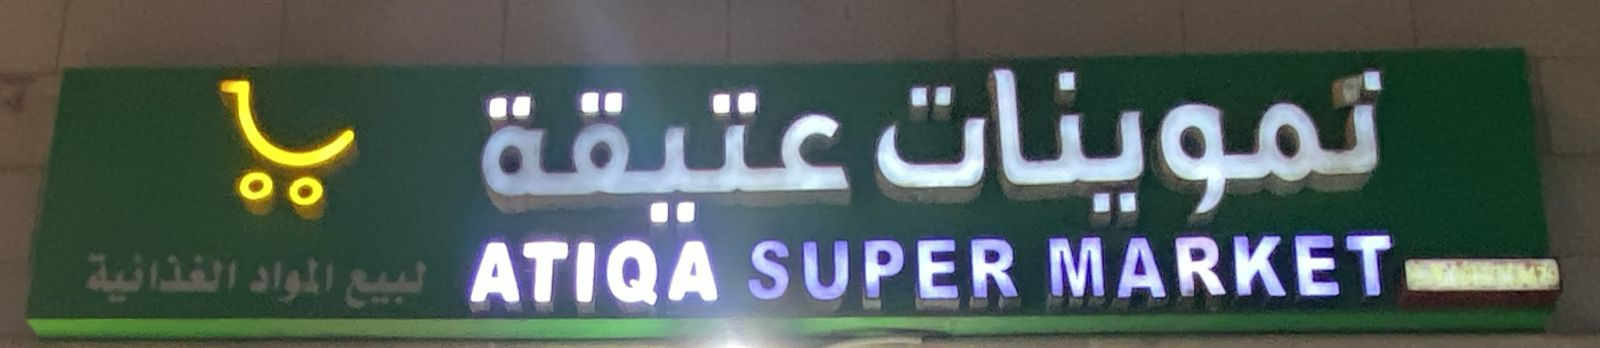 تموينات عتيقة
ATIQA SUPER MARKET
لبيع المواد الغذائية